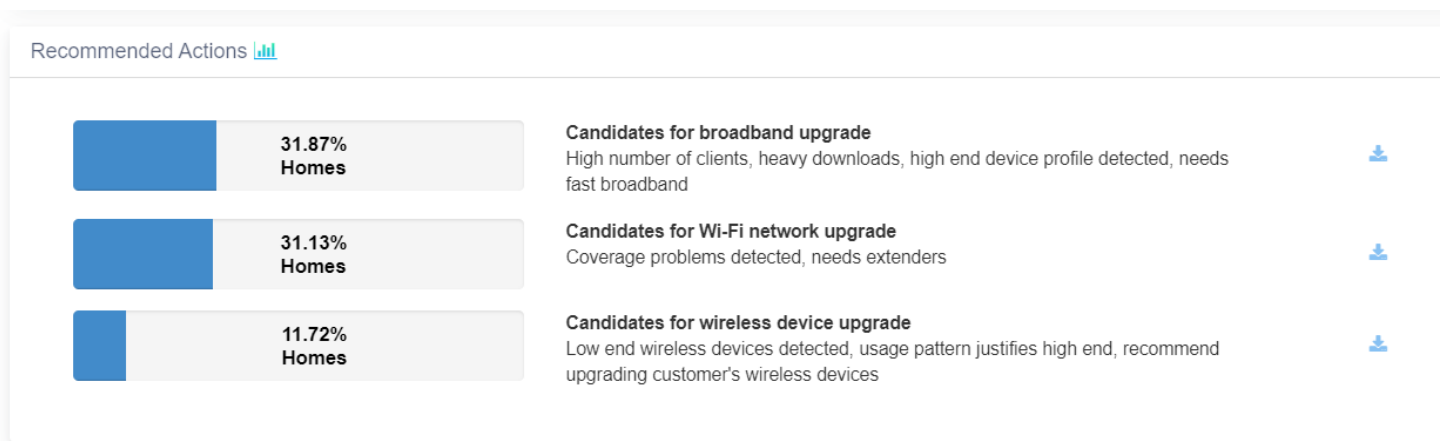 Recommended Actions
31.87%
Homes
Candidates for broadband upgrade
High number of clients, heavy downloads, high end device profile detected, needs
fast broadband
31.13%
Homes
Candidates for Wi-Fi network upgrade
Coverage problems detected, needs extenders
11.72%
Homes
Candidates for wireless device upgrade
Low end wireless devices detected, usage pattern justifies high end, recommend
upgrading customer's wireless devices